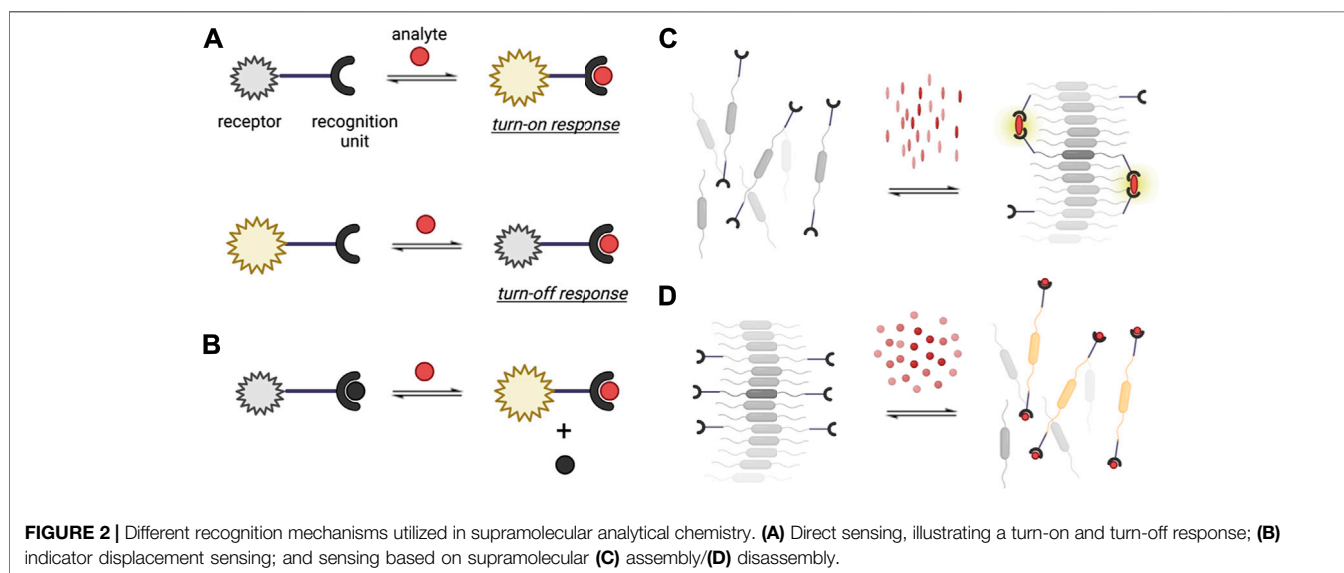 A
analyte
receptor
recognition
unit
turn-on response
turn-off response
B
+
C
D
FIGURE 2 | Different recognition mechanisms utilized in supramolecular analytical chemistry. (A) Direct sensing, illustrating a turn-on and turn-off response; (B)
indicator displacement sensing; and sensing based on supramolecular (C) assembly/(D) disassembly.